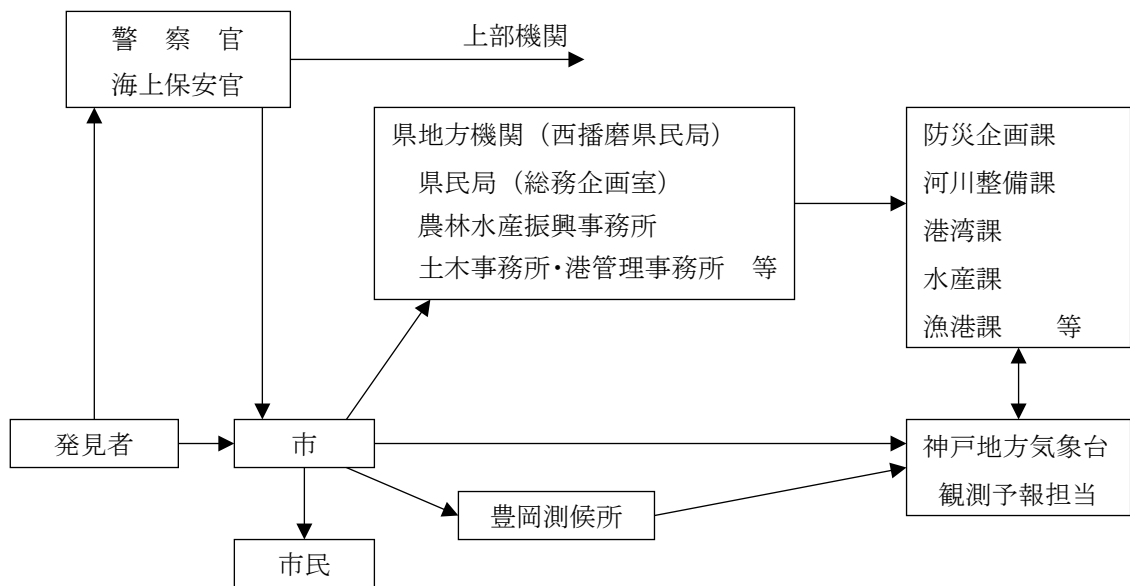 警　察　官
海上保安官
上部機関
県地方機関（西播磨県民局）
県民局（総務企画室）
農林水産振興事務所
土木事務所・港管理事務所　等
防災企画課
河川整備課
港湾課
水産課
漁港課　　等
発見者
市
神戸地方気象台
観測予報担当
豊岡測候所
市民